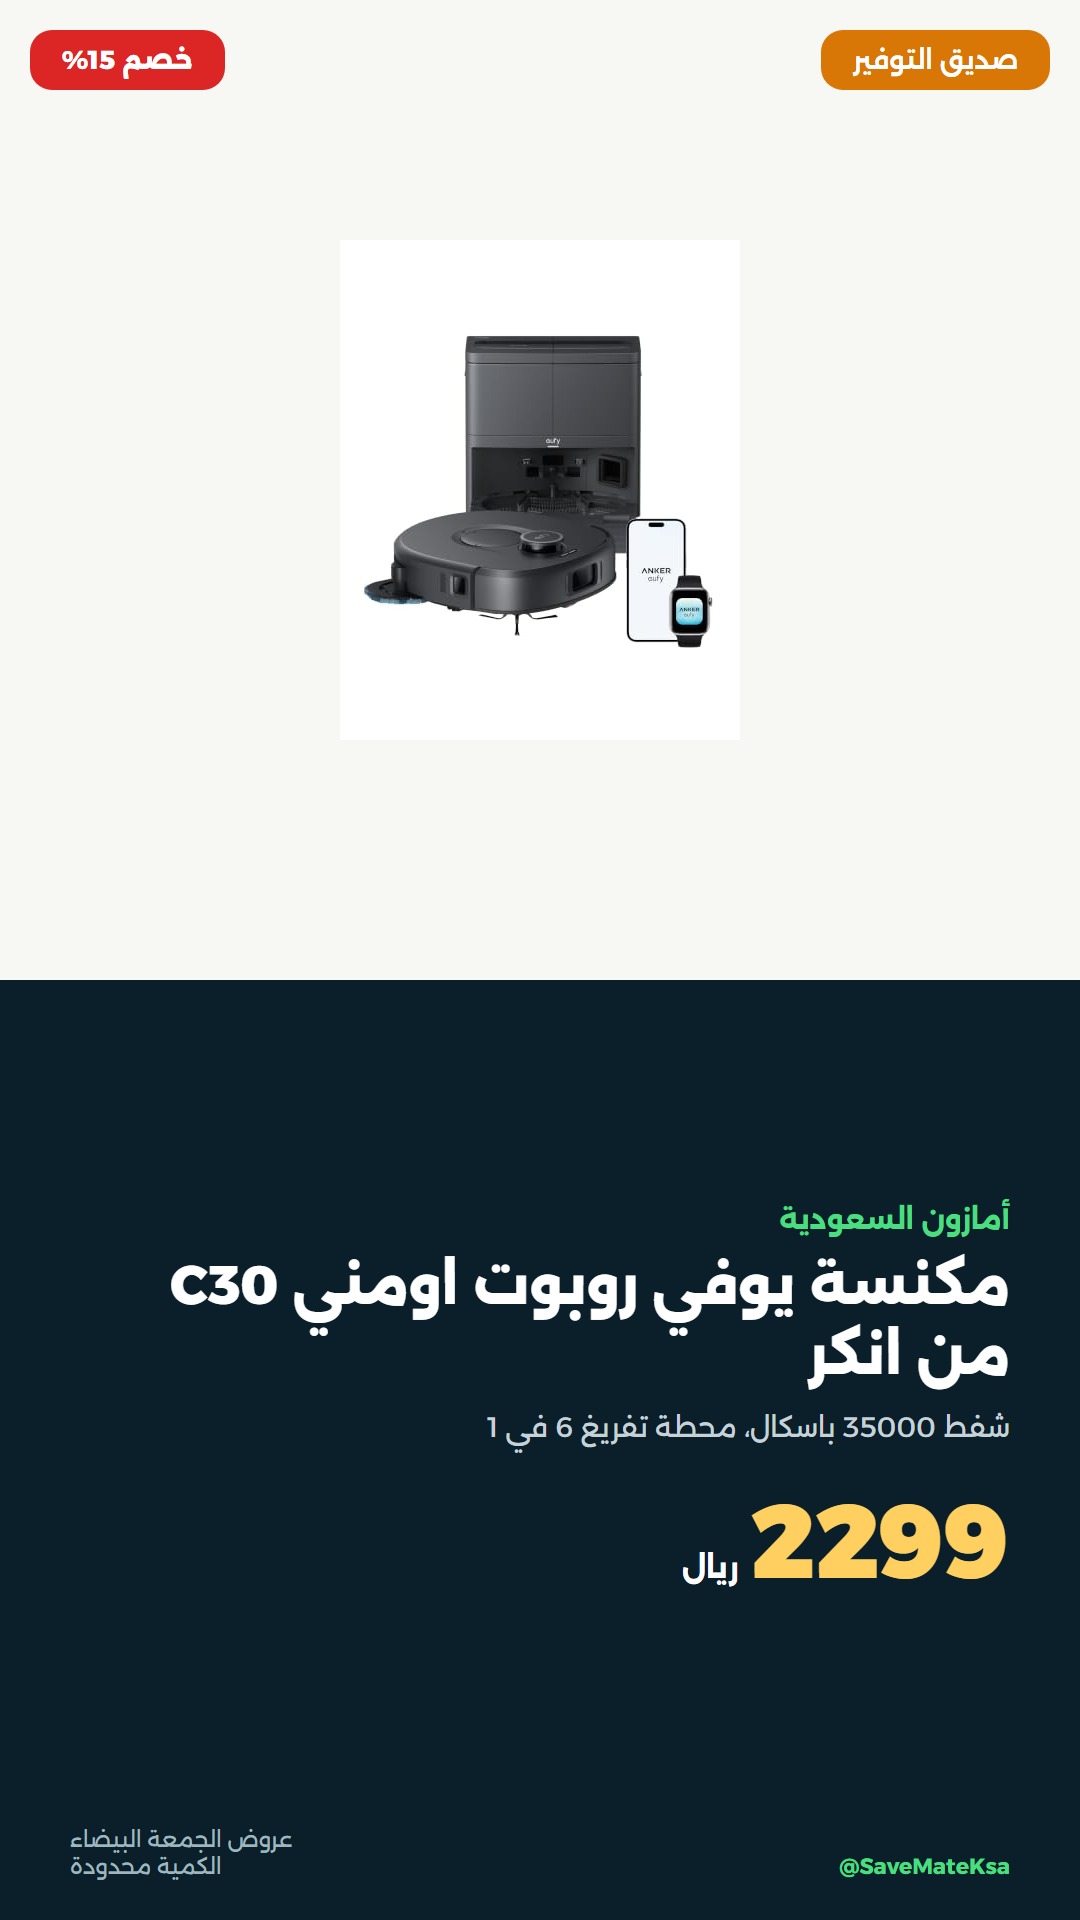 صديق التوفير
خصم 15%
eufy
ANKER
eufy
ANKER
أمازون السعودية
مكنسة يوفي روبوت اومني C30
من انكر
شفط 35000 باسكال، محطة تفريغ 6 في 1
2299 ريال
عروض الجمعة البيضاء
الكمية محدودة
@SaveMateKsa